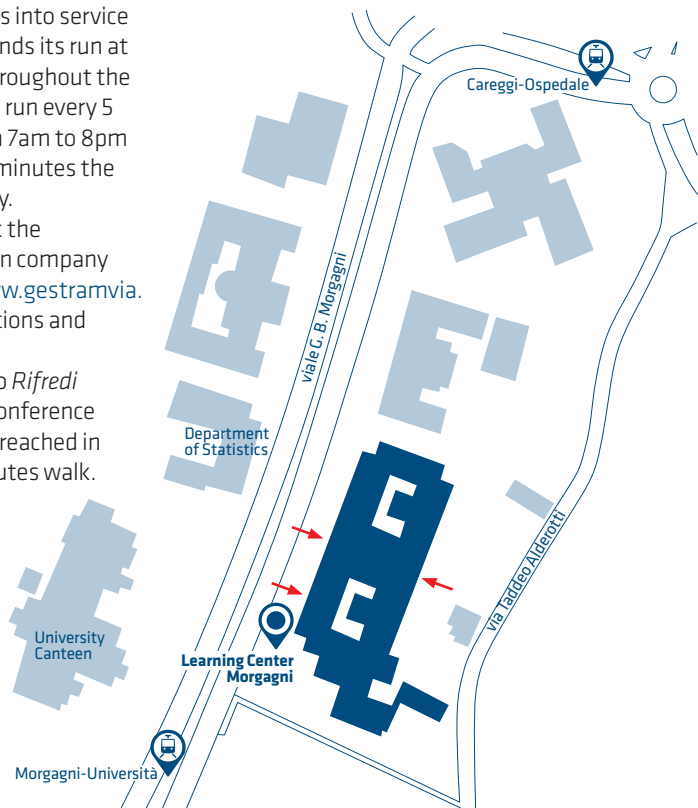 s into service
nds its run at
roughout the
run every 5
7am to 8pm
minutes the
y.
the
n company
w.gestramvia.
tions and
o Rifredi
onference
reached in
utes walk.
Careggi-Ospedale
viale G. B. Morgagni
Department
of Statistics
via Taddeo Alderotti
University
Canteen
Learning Center
Morgagni
Morgagni-Università